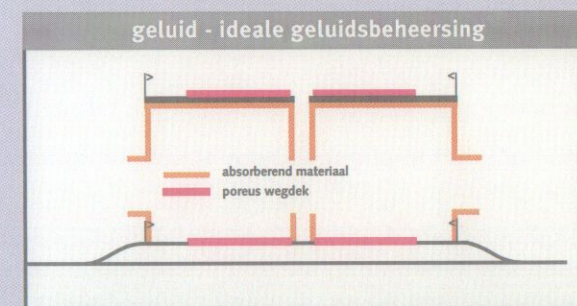 geluid - ideale geluidsbeheersing
absorberend materiaal
poreus wegdek